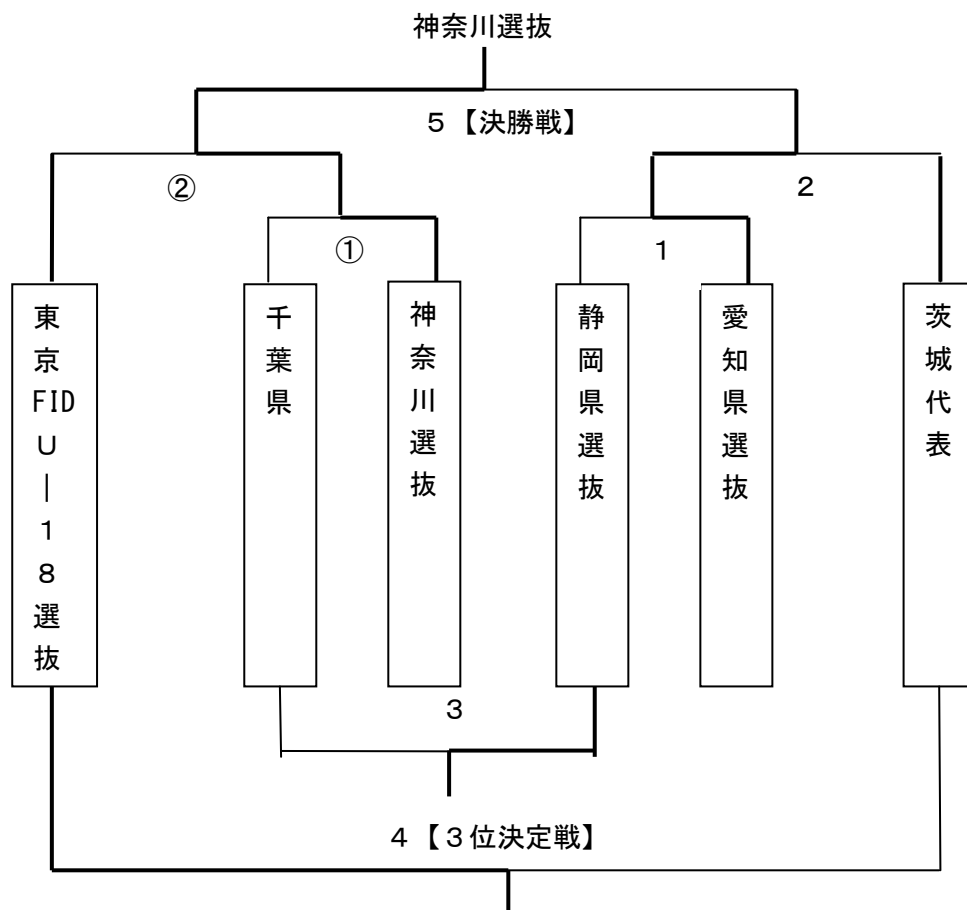 神奈川選抜
5【決勝戦】
②
2
①
1
東京FIDU―18選抜
千葉県
神奈川選抜
静岡県選抜
愛知県選抜
茨城代表
3
4【3位決定戦】